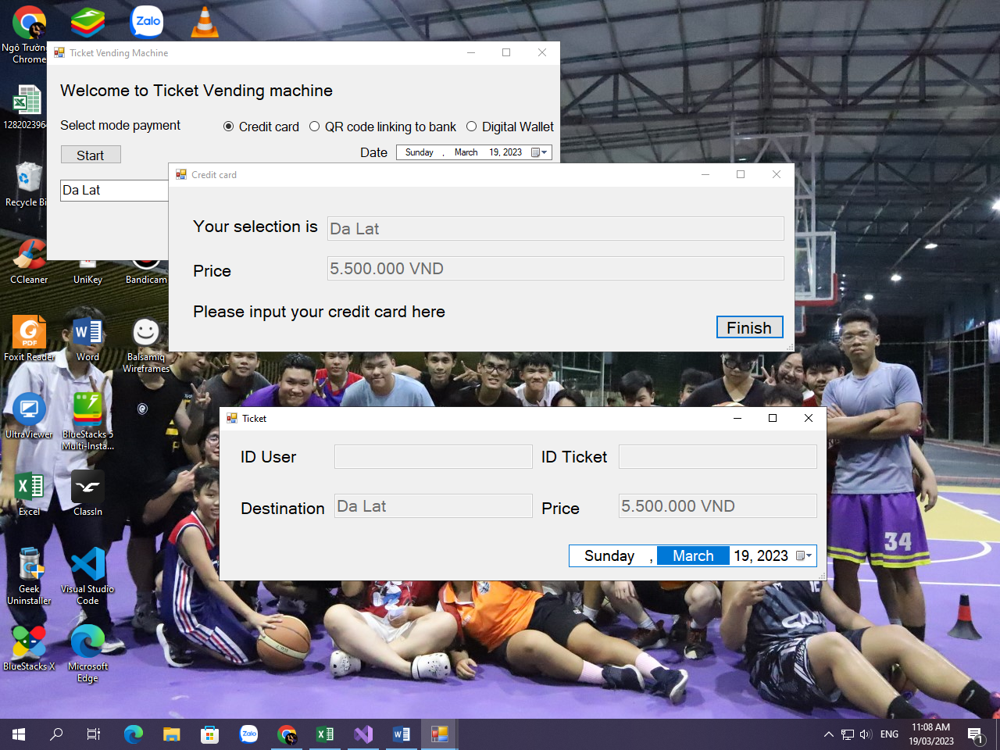 Zalo
Ngô Trườn
Chrome
Ticket Vending Machine
Welcome to Ticket Vending machine
Select mode payment
Credit card
QR code linking to bank
Digital Wallet
Start
Date
Sunday , March 19, 2023
Da Lat
1282023964
Recycle Bi
Credit card
Your selection is
Da Lat
Price
5.500.000 VND
Please input your credit card here
Finish
CCleaner
UniKey
Bandicam
PDF
Foxit Reader
Word
Balsamiq
Wireframes
UltraViewer
BlueStacks 5
Multi-Insta...
Excel
ClassIn
Geek
Uninstaller
Visual Studio
Code
BlueStacks X
Microsoft
Edge
Ticket
ID User
ID Ticket
Destination
Da Lat
Price
5.500.000 VND
Sunday , March 19, 2023
34
Zalo
ENG
11:08 AM
19/03/2023
1